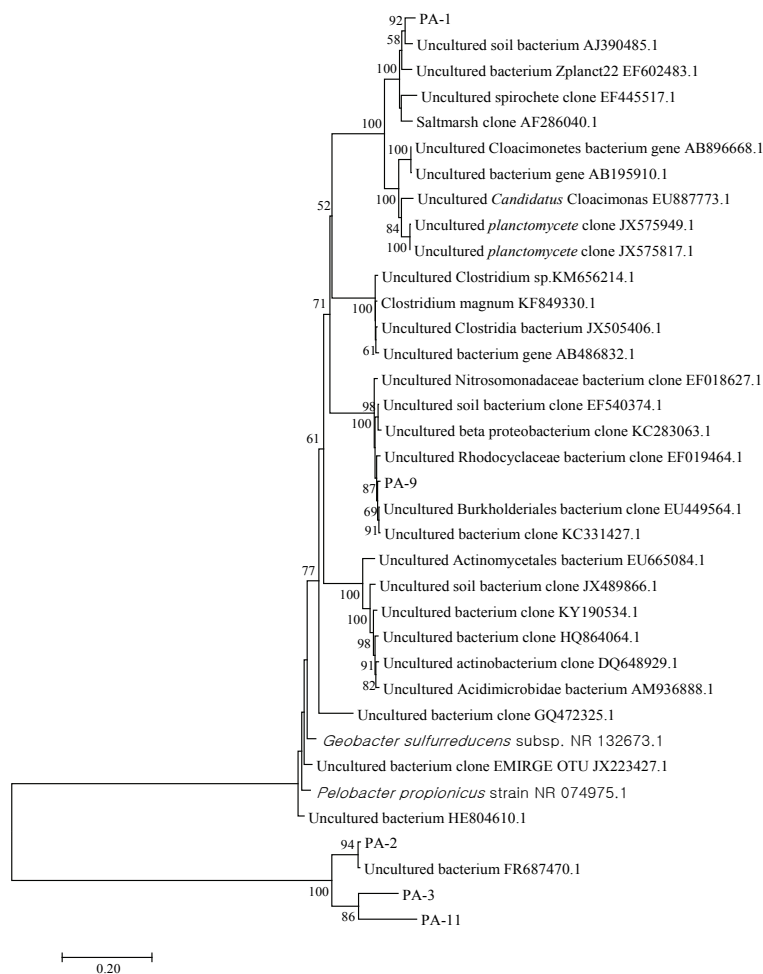 92
PA-1
58
Uncultured soil bacterium AJ390485.1
100
Uncultured bacterium Zplanct22 EF602483.1
Uncultured spirochete clone EF445517.1
100
Saltmarsh clone AF286040.1
100
Uncultured Cloacimonetes bacterium gene AB896668.1
Uncultured bacterium gene AB195910.1
100
Uncultured Candidatus Cloacimonas EU887773.1
52
84
Uncultured planctomycete clone JX575949.1
100
Uncultured planctomycete clone JX575817.1
Uncultured Clostridium sp.KM656214.1
71
Clostridium magnum KF849330.1
100
Uncultured Clostridia bacterium JX505406.1
61
Uncultured bacterium gene AB486832.1
Uncultured Nitrosomonadaceae bacterium clone EF018627.1
98
Uncultured soil bacterium clone EF540374.1
100
Uncultured beta proteobacterium clone KC283063.1
61
Uncultured Rhodocyclaceae bacterium clone EF019464.1
87
PA-9
69
Uncultured Burkholderiales bacterium clone EU449564.1
91
Uncultured bacterium clone KC331427.1
Uncultured Actinomycetales bacterium EU665084.1
77
Uncultured soil bacterium clone JX489866.1
100
Uncultured bacterium clone KY190534.1
100
Uncultured bacterium clone HQ864064.1
98
Uncultured actinobacterium clone DQ648929.1
91
Uncultured Acidimicrobidae bacterium AM936888.1
82
Uncultured bacterium clone GQ472325.1
Geobacter sulfurreducens subsp. NR 132673.1
Uncultured bacterium clone EMIRGE OTU JX223427.1
Pelobacter propionicus strain NR 074975.1
Uncultured bacterium HE804610.1
94
PA-2
Uncultured bacterium FR687470.1
100
PA-3
86
PA-11
0.20